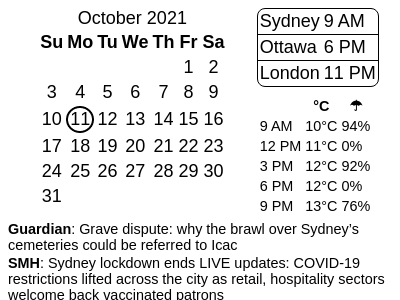 October 2021
Su Mo Tu We Th Fr Sa
1 2
3 4 5 6 7 8 9
10 11 12 13 14 15 16
17 18 19 20 21 22 23
24 25 26 27 28 29 30
31
Sydney 9 AM
Ottawa 6 PM
London 11 PM
°C ☂
9 AM 10°C 94%
12 PM 11°C 0%
3 PM 12°C 92%
6 PM 12°C 0%
9 PM 13°C 76%
Guardian: Grave dispute: why the brawl over Sydney's
cemeteries could be referred to Icac
SMH: Sydney lockdown ends LIVE updates: COVID-19
restrictions lifted across the city as retail, hospitality sectors
welcome back vaccinated patrons